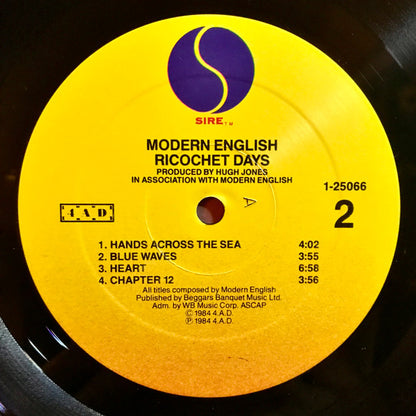 SIRE TM
MODERN ENGLISH
RICOCHET DAYS
PRODUCED BY HUGH JONES
IN ASSOCIATION WITH MODERN ENGLISH
1-25066
4 A D
A
2
1. HANDS ACROSS THE SEA 4:02
2. BLUE WAVES 3:55
3. HEART 6:58
4. CHAPTER 12 3:56
All titles composed by Modern English
Published by Beggars Banquet Music Ltd.
Adm. by WB Music Corp. ASCAP
© 1984 4.A.D.
℗ 1984 4.A.D.